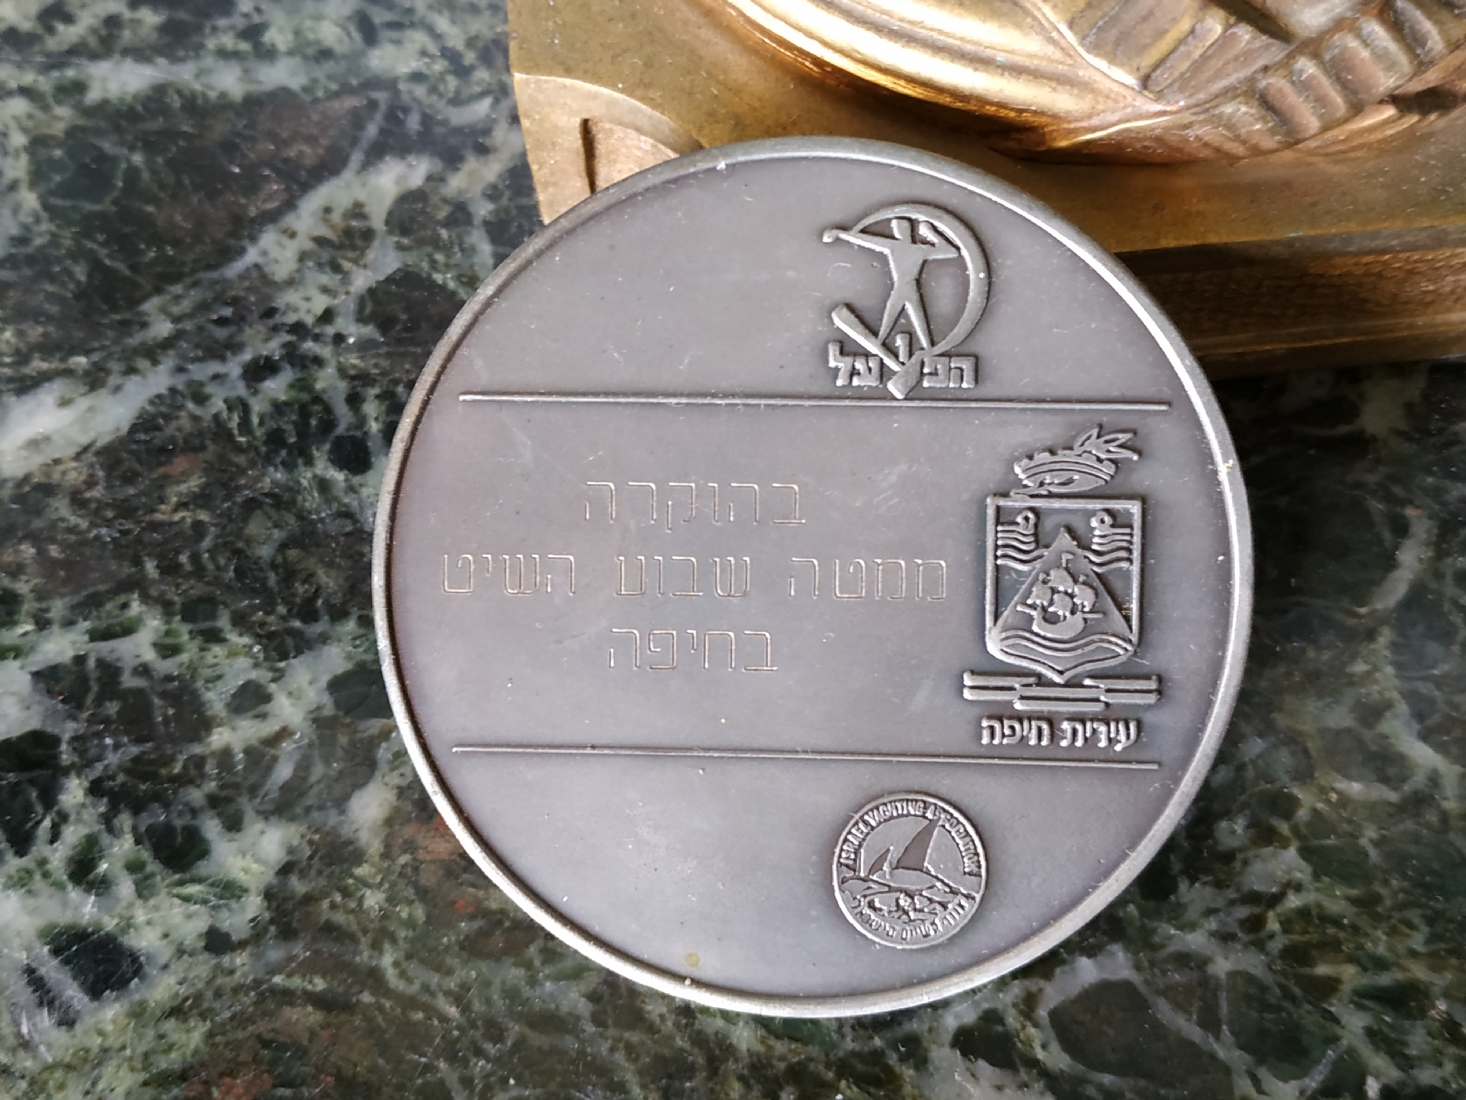 הפועל
בהוקרה
ממטה שבוע השיט
בחיפה
עירית חיפה
ISRAEL YACHTING ASSOCIATION